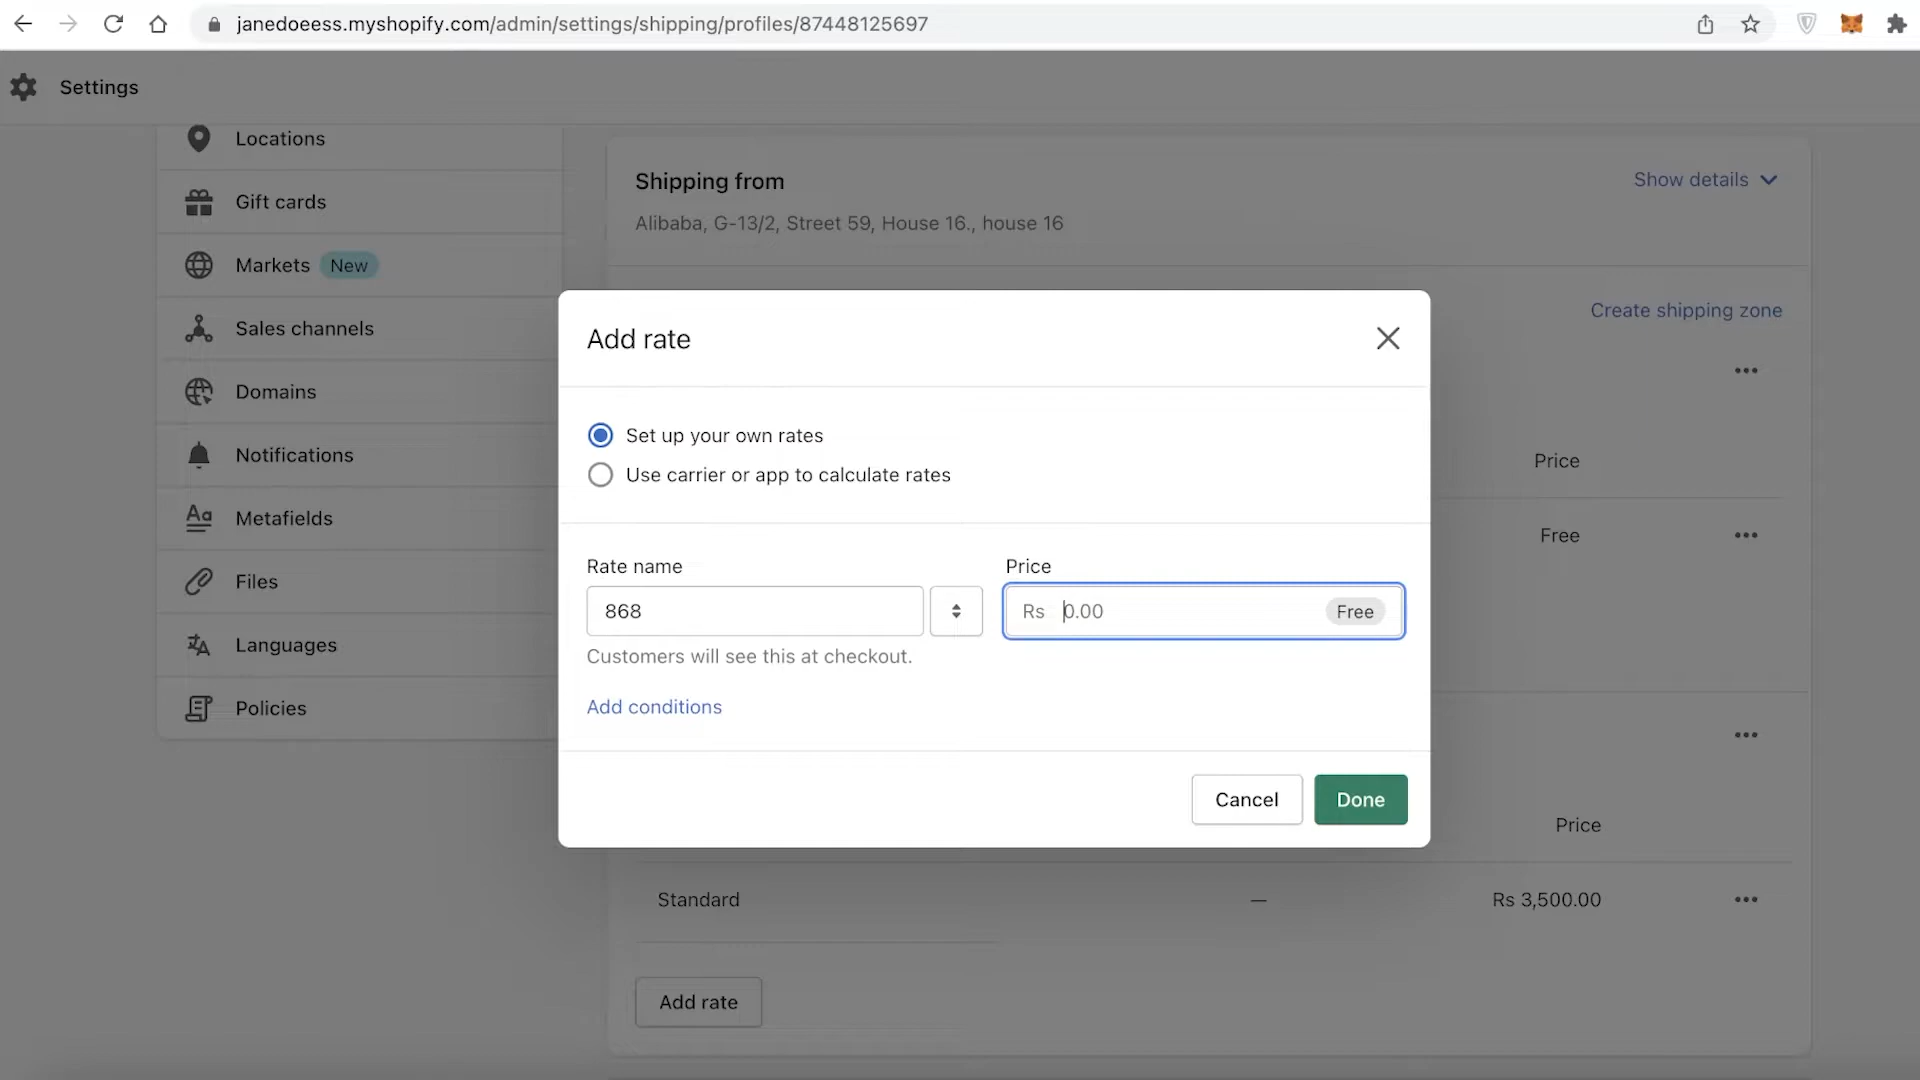 janedoeess.myshopify.com/admin/settings/shipping/profiles/87448125697
Settings
Locations
Gift cards
Markets New
Sales channels
Domains
Notifications
Aa Metafields
Files
Languages
Policies
Shipping from
Show details
Alibaba, G-13/2, Street 59, House 16., house 16
Create shipping zone
Price
Free
Add rate
Set up your own rates
Use carrier or app to calculate rates
Rate name
Price
868
Rs 0.00 Free
Customers will see this at checkout.
Add conditions
Cancel
Done
Price
Standard — Rs 3,500.00
Add rate